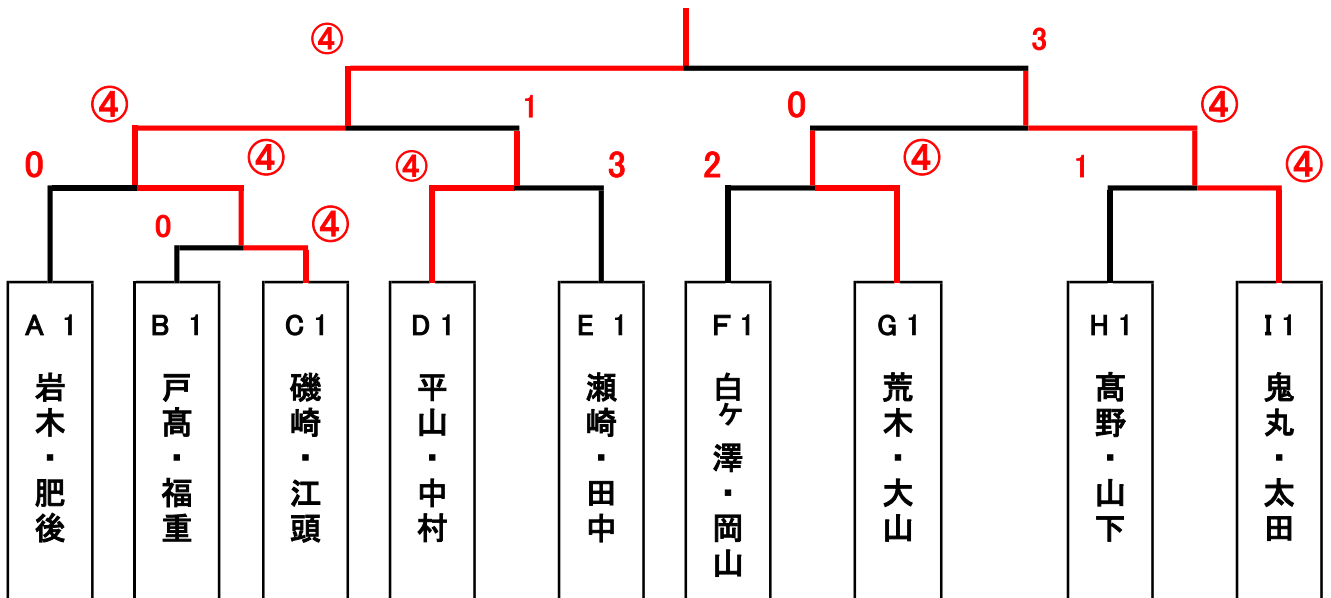 ④ 3
④ 1 0 ④
0 ④ ④ 3 2 ④ 1 ④
0 ④
A 1
岩木・肥後
B 1
戸髙・福重
C 1
磯崎・江頭
D 1
平山・中村
E 1
瀬崎・田中
F 1
白ケ澤・岡山
G 1
荒木・大山
H 1
髙野・山下
I 1
鬼丸・太田